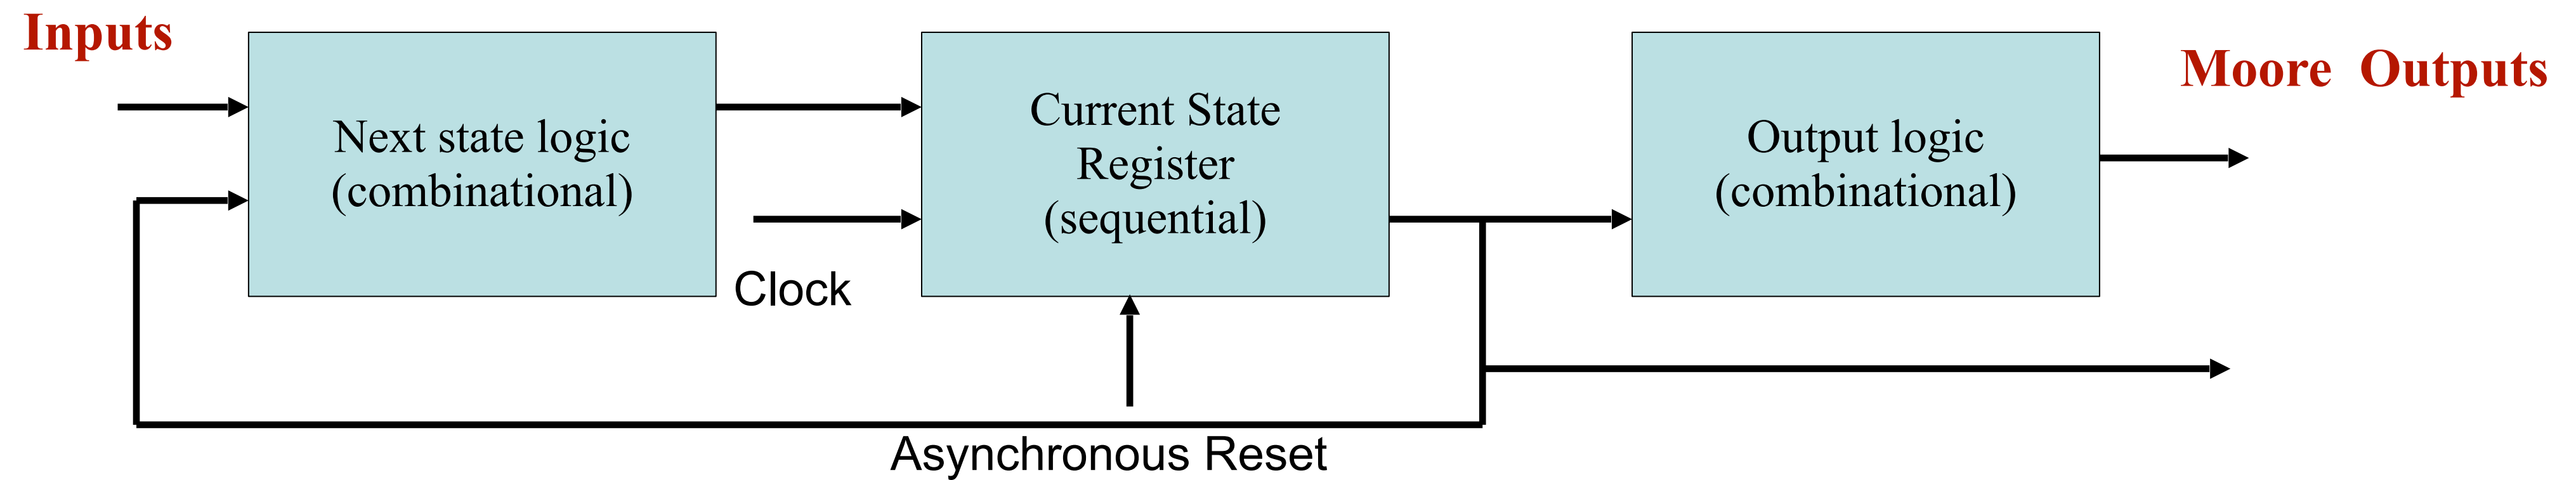 Inputs
Next state logic
(combinational)
Clock
Current State
Register
(sequential)
Asynchronous Reset
Output logic
(combinational)
Moore Outputs